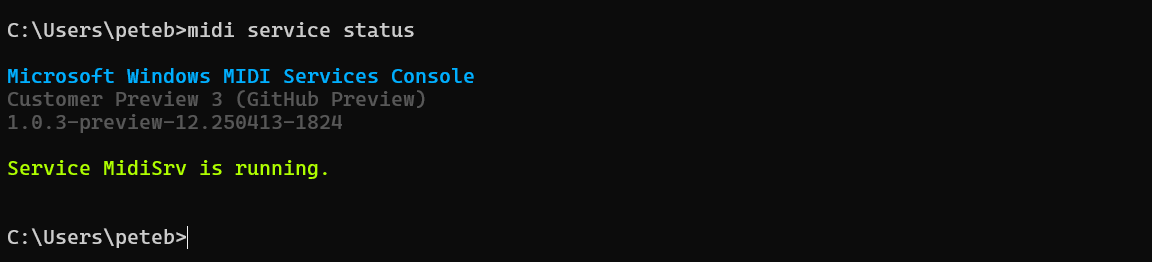 C:\Users\peteb>midi service status
Microsoft Windows MIDI Services Console
Customer Preview 3 (GitHub Preview)
1.0.3-preview-12.250413-1824
Service MidiSrv is running.
C:\Users\peteb>